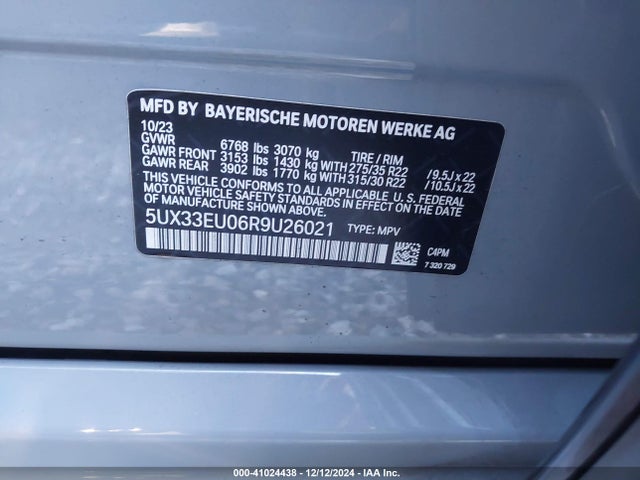 MFD BY BAYERISCHE MOTOREN WERKE AG
10/23
GVWR 6768 lbs 3070 kg TIRE / RIM
GAWR FRONT 3153 lbs 1430 kg WITH 275/35 R22 / 9.5J x 22
GAWR REAR 3902 lbs 1770 kg WITH 315/30 R22 / 10.5J x 22
THIS VEHICLE CONFORMS TO ALL APPLICABLE U. S. FEDERAL
MOTOR VEHICLE SAFETY STANDARDS IN EFFECT ON THE DATE
OF MANUFACTURE SHOWN ABOVE.
5UX33EU06R9U26021 TYPE: MPV
C4PM
7 320 729
000-41024438 - 12/12/2024 - IAA Inc.